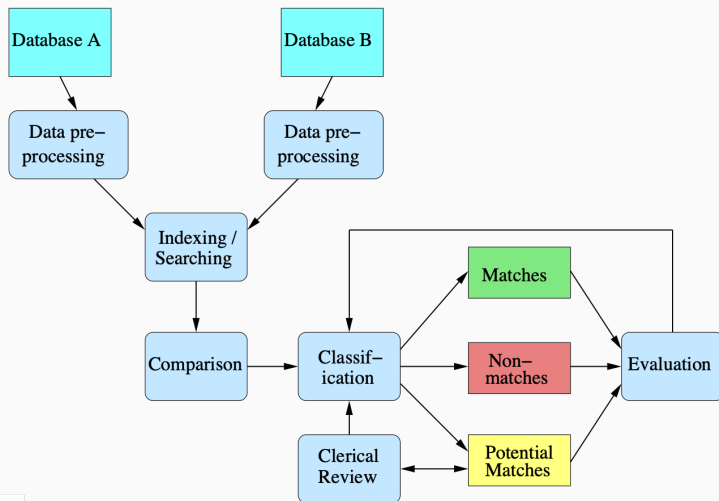 Database A
Database B
Data pre−
processing
Data pre−
processing
Indexing /
Searching
Matches
Comparison
Classif−
ication
Non−
matches
Evaluation
Clerical
Review
Potential
Matches